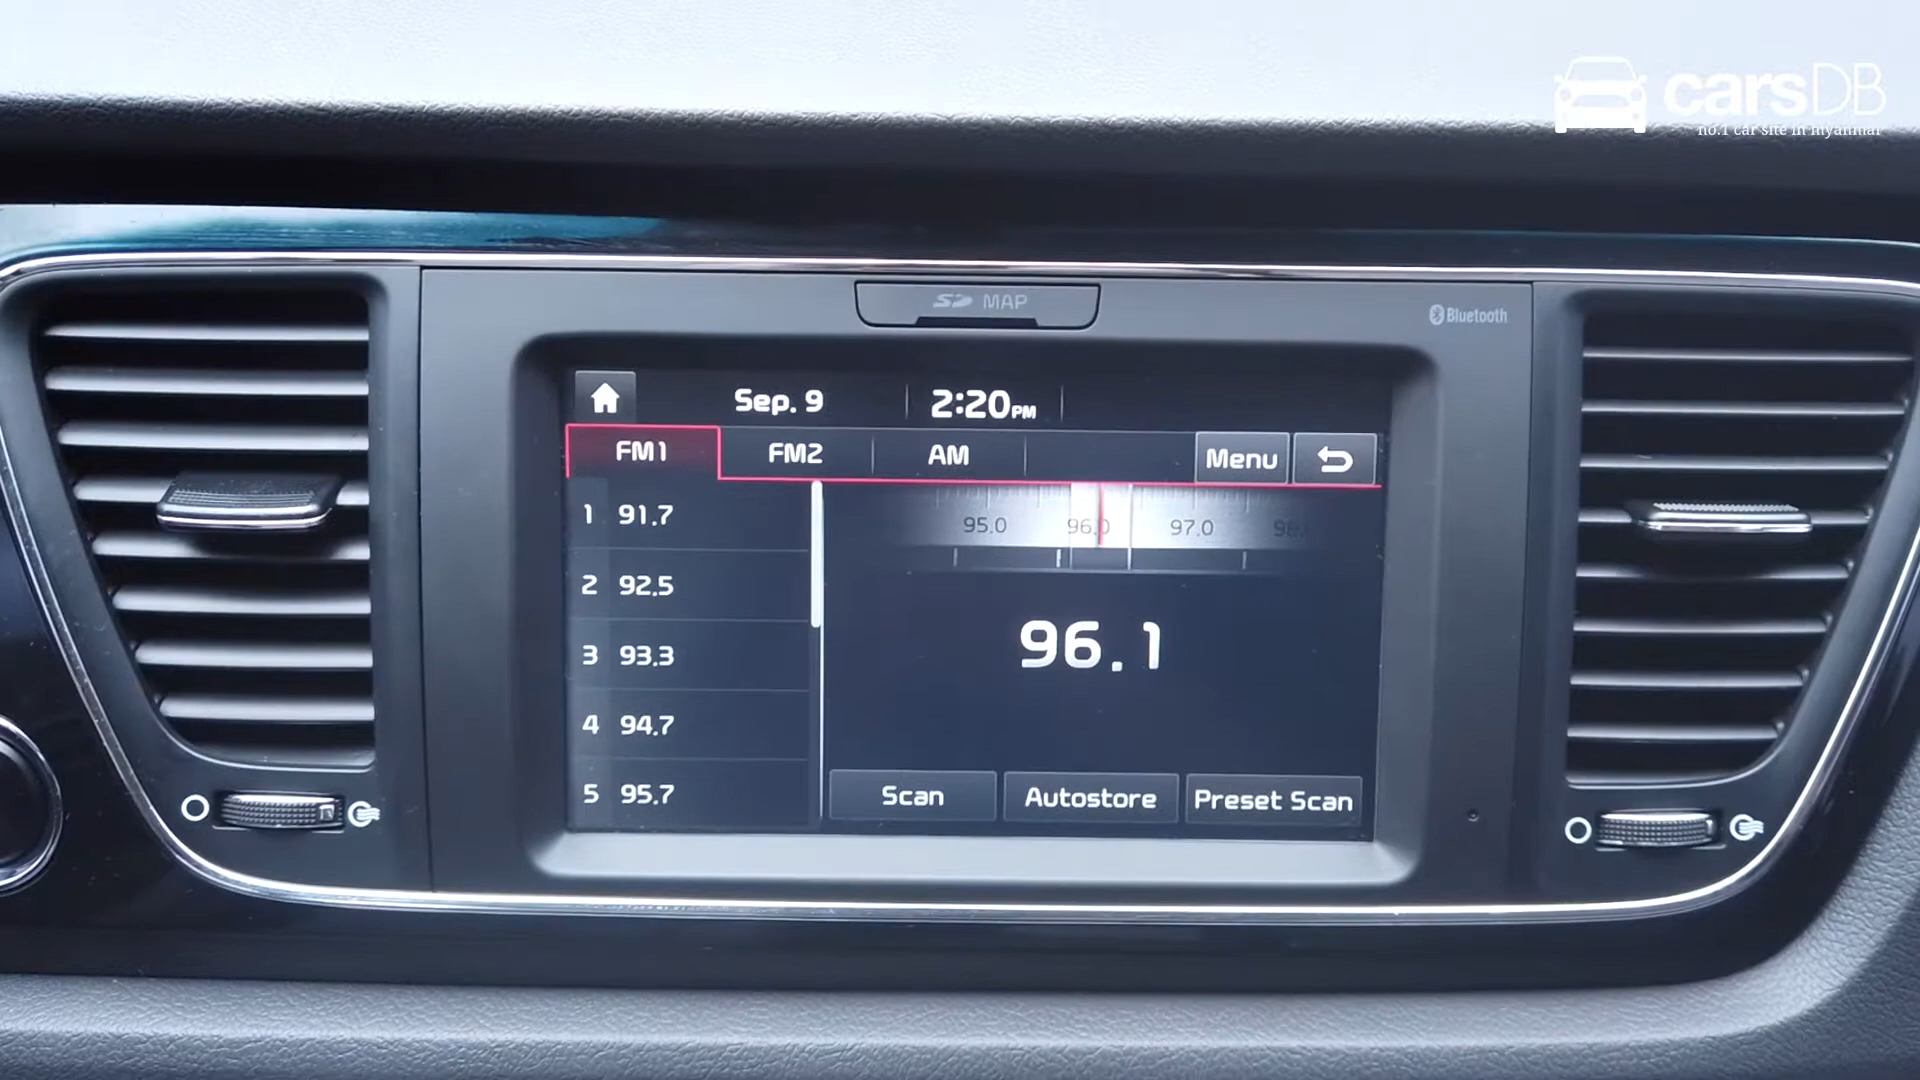 carsDB
no.1 car site in myanmar
SD MAP
Bluetooth
Sep. 9 2:20PM
FM1 FM2 AM Menu
1 91.7
2 92.5
3 93.3
4 94.7
5 95.7
95.0 96.0 97.0
96.1
Scan Autostore Preset Scan